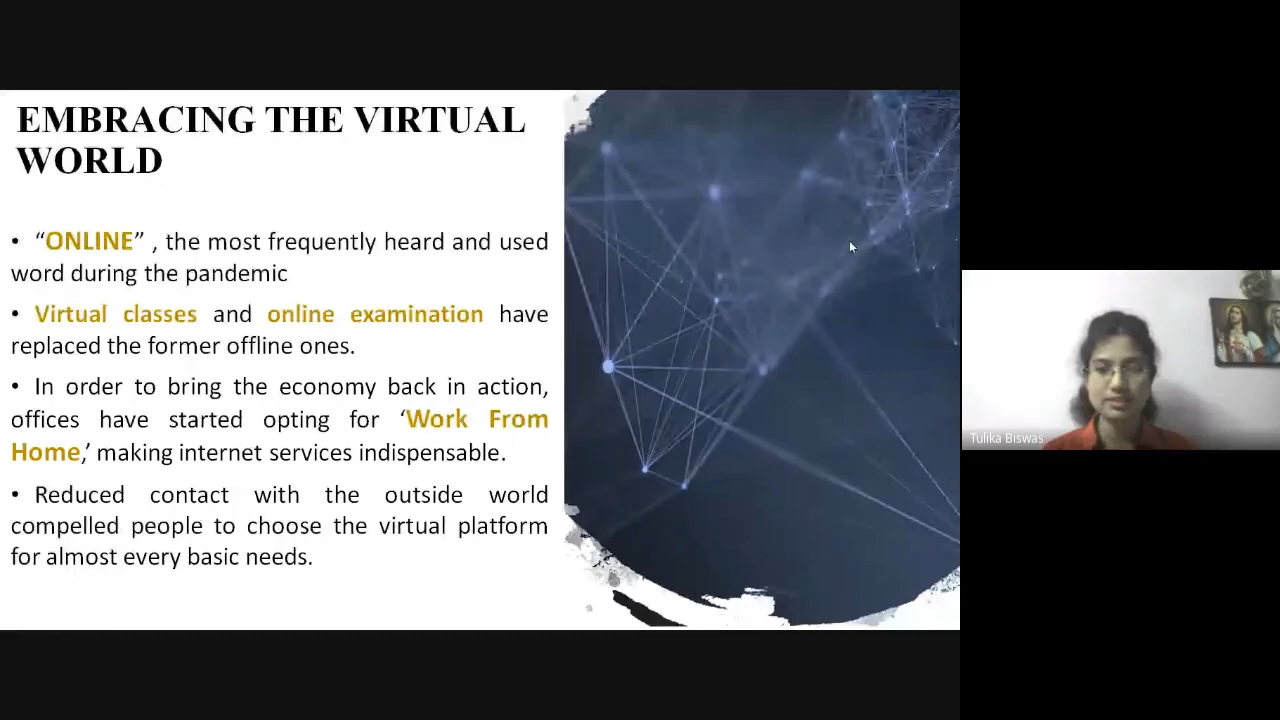 EMBRACING THE VIRTUAL
WORLD
• “ONLINE” , the most frequently heard and used
word during the pandemic
• Virtual classes and online examination have
replaced the former offline ones.
• In order to bring the economy back in action,
offices have started opting for ‘Work From
Home,’ making internet services indispensable.
• Reduced contact with the outside world
compelled people to choose the virtual platform
for almost every basic needs.
Tulika Biswas